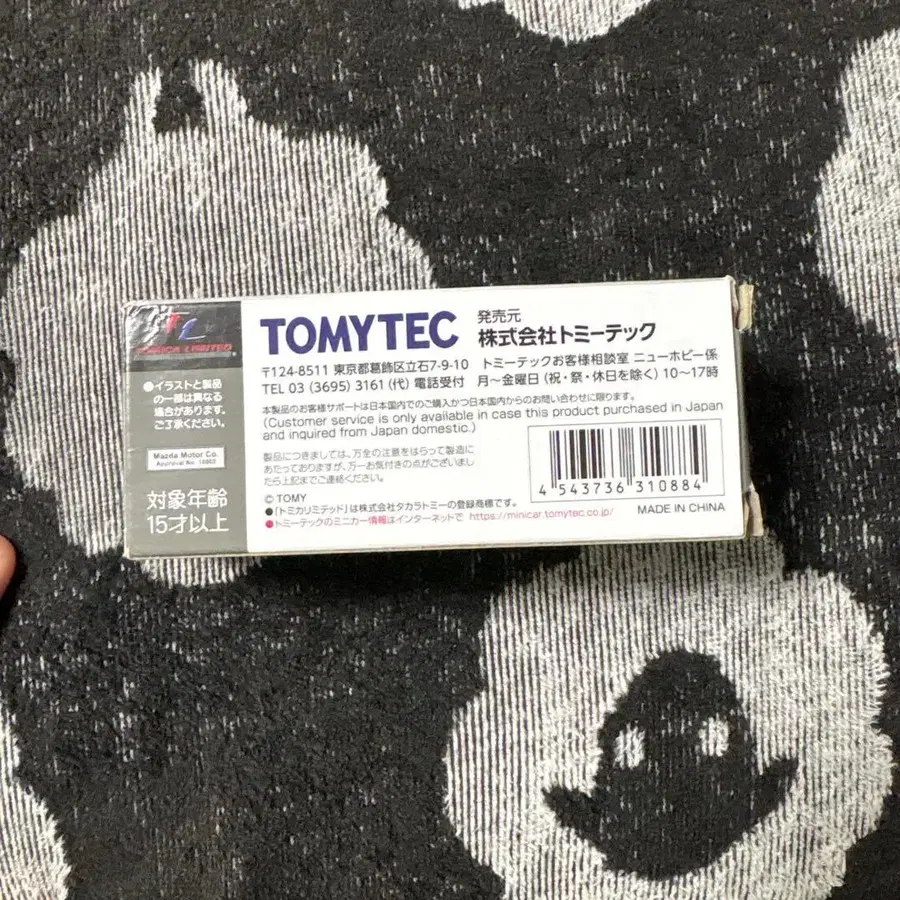 TL
TOMICA LIMITED
●イラストと製品
の一部は異なる
場合があります。
ご了承ください。
Mazda Motor Co.
対象年齢
15才以上
TOMYTEC
発売元
株式会社トミーテック
〒124-8511 東京都葛飾区立石7-9-10
TEL 03 (3695) 3161 (代) 電話受付
トミーテックお客様相談室 ニューホビー係
月～金曜日 (祝・祭・休日を除く) 10～17時
本製品のお客様サポートは日本国内でのご購入かつ日本国内からのお問い合わせに限ります。
(Customer service is only available in case this product purchased in Japan
and inquired from Japan domestic.)
製品につきましては、万全の注意をはらって製造に
あたっておりますが、万一お気付きの点がございまし
たら上記までご連絡ください。
© TOMY
●「トミカリミテッド」は株式会社タカラトミーの登録商標です。
●トミーテックのミニカー情報はインターネットで https://minicar.tomytec.co.jp/
4 543736 310884
MADE IN CHINA